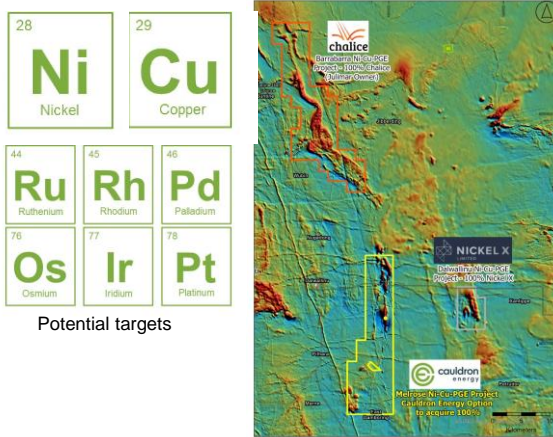 28
Ni
Nickel
29
Cu
Copper
44
Ru
Ruthenium
45
Rh
Rhodium
46
Pd
Palladium
76
Os
Osmium
77
Ir
Iridium
78
Pt
Platinum
Potential targets
chalice
Barrabarra Ni-Cu-PGE
Project - 100% Chalice
(Julimar Owner)
Wubin
NICKEL X
LIMITED
Dalwallinu Ni-Cu-PGE
Project - 100% NickelX
cauldron
energy
Melrose Ni-Cu-PGE Project
Cauldron Energy Option
to acquire 100%
Kilometers